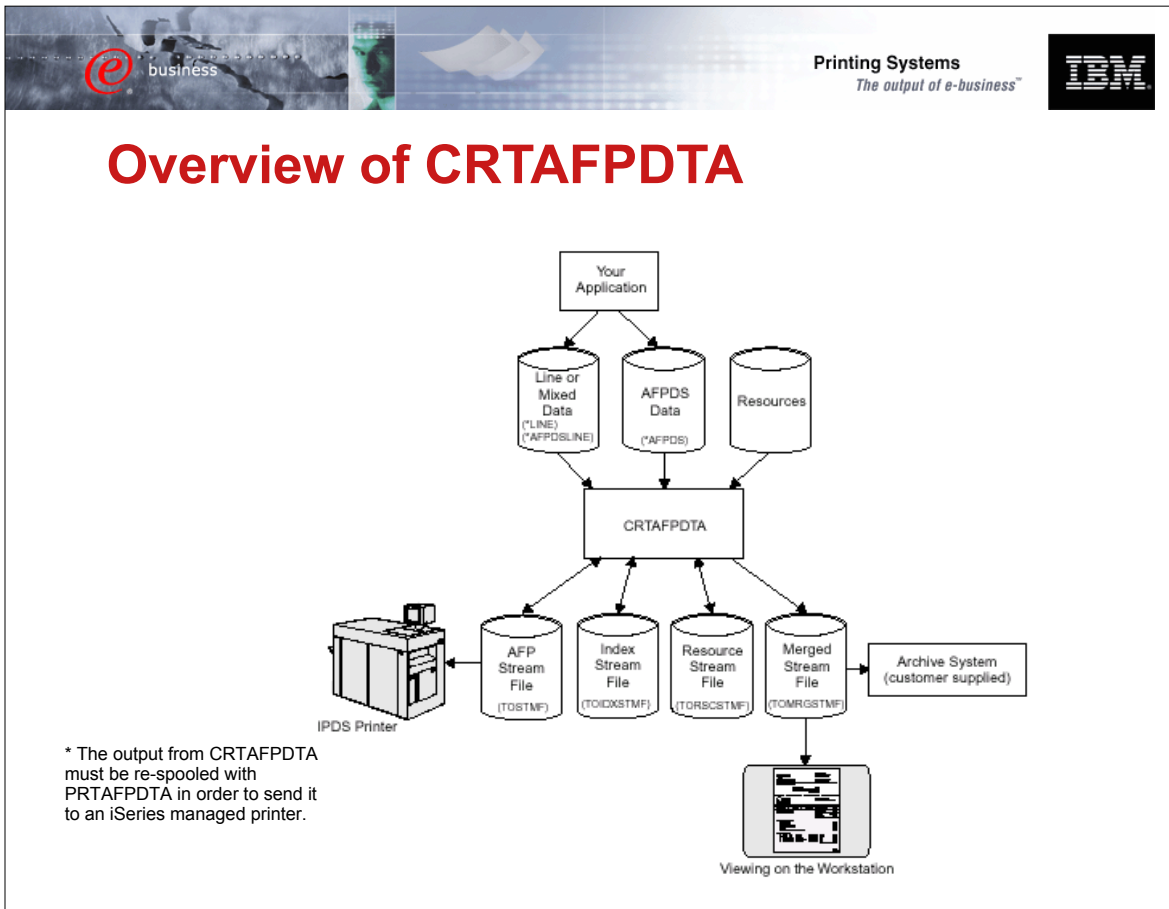 e business
Printing Systems
The output of e-business™
IBM
Overview of CRTAFPDTA
Your
Application
Line or
Mixed
Data
(*LINE)
(*AFPDSLINE)
AFPDS
Data
(*AFPDS)
Resources
CRTAFPDTA
AFP
Stream
File
(TOSTMF)
Index
Stream
File
(TOIDXSTMF)
Resource
Stream
File
(TORSCSTMF)
Merged
Stream
File
(TOMRGSTMF)
Archive System
(customer supplied)
IPDS Printer
* The output from CRTAFPDTA
must be re-spooled with
PRTAFPDTA in order to send it
to an iSeries managed printer.
Viewing on the Workstation